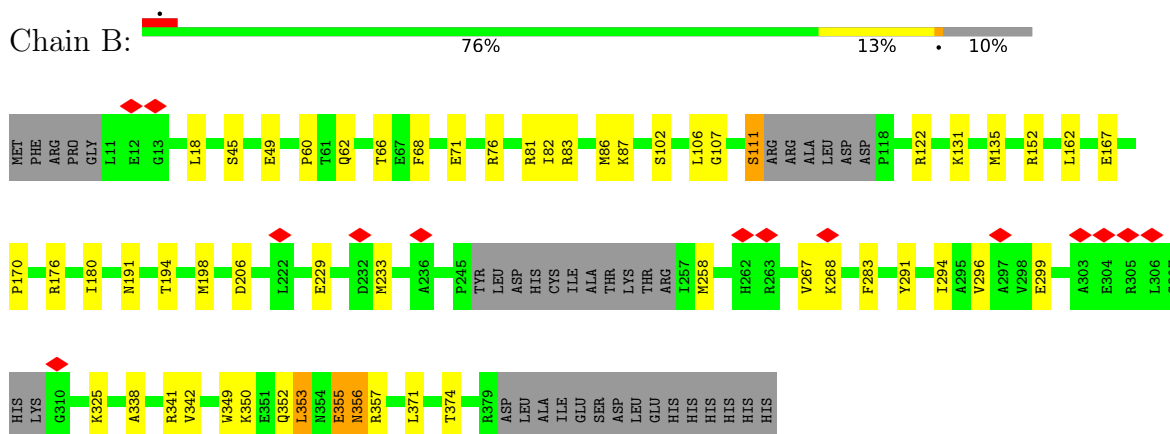 Chain B:
•
76% 13% • 10%
MET PHE ARG PRO GLY L11 E12 G13 L18 S45 E49 P60 T61 Q62 T66 E67 F68 E71 R76 R81 I82 R83 M86 K87 S102 L106 G107 S111 ARG ARG ALA LEU ASP ASP P118 R122 K131 M135 R152 L162 E167
P170 R176 I180 N191 T194 M198 D206 L222 E229 D232 M233 A236 P245 TYR LEU ASP HIS CYS ILE ALA THR LYS THR ARG I257 M258 H262 R263 V267 K268 F283 Y291 I294 A295 V296 A297 V298 E299 A303 E304 R305 L306
HIS LYS G310 K325 A338 R341 V342 W349 K350 E351 Q352 L353 N354 E355 N356 R357 L371 T374 R379 ASP LEU ALA ILE GLU SER ASP LEU GLU HIS HIS HIS HIS HIS HIS